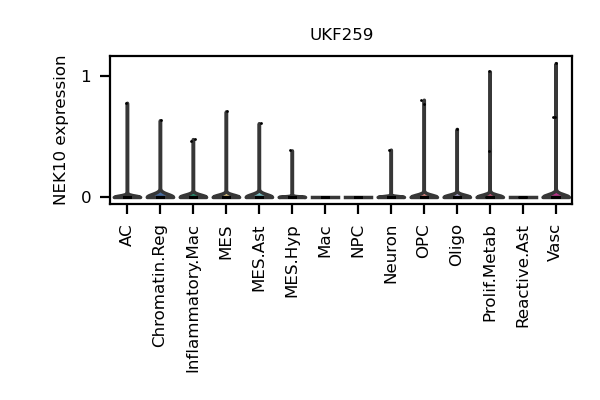 UKF259
NEK10 expression
1
0
AC
Chromatin.Reg
Inflammatory.Mac
MES
MES.Ast
MES.Hyp
Mac
NPC
Neuron
OPC
Oligo
Prolif.Metab
Reactive.Ast
Vasc